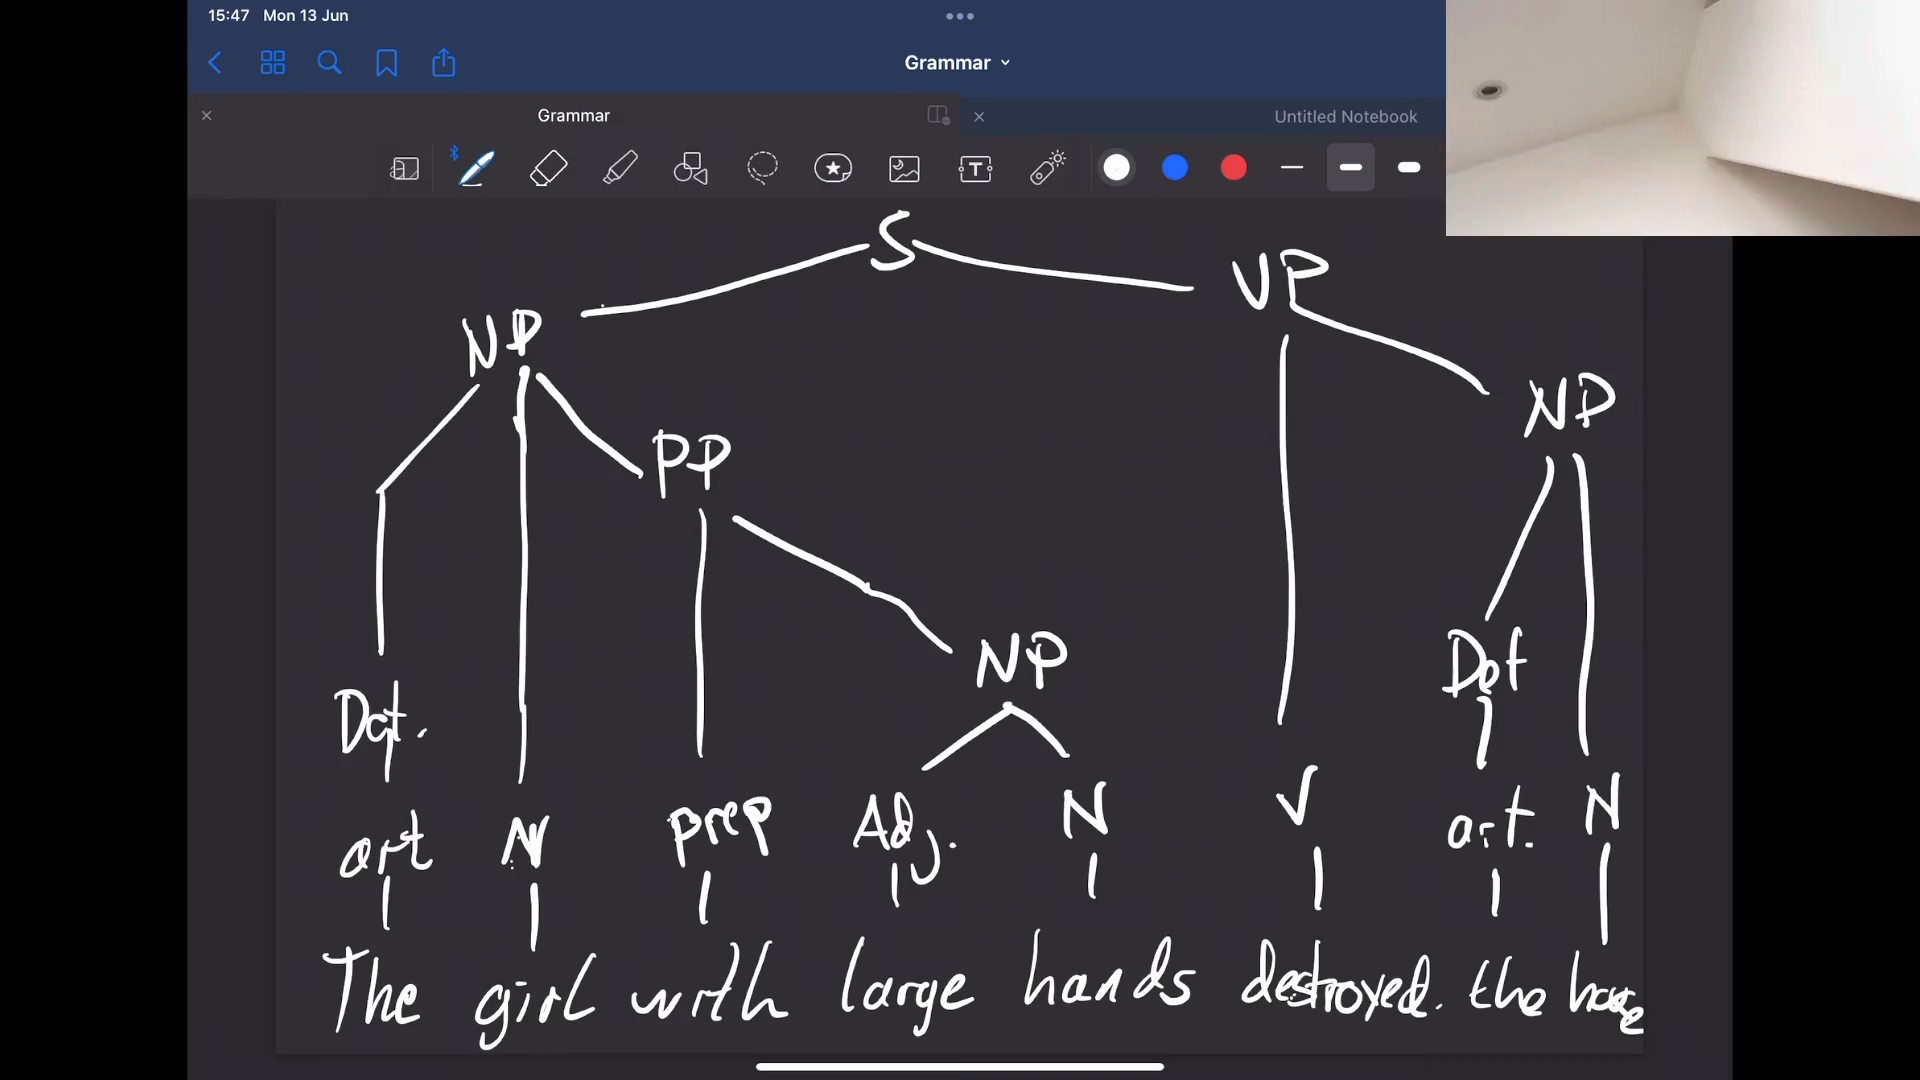 15:47 Mon 13 Jun
Grammar
Grammar Untitled Notebook
T
S
VP
NP
NP
PP
NP
Det
Det.
V
Adj. N
prep
art N
art. N
The girl with large hands destroyed. the house